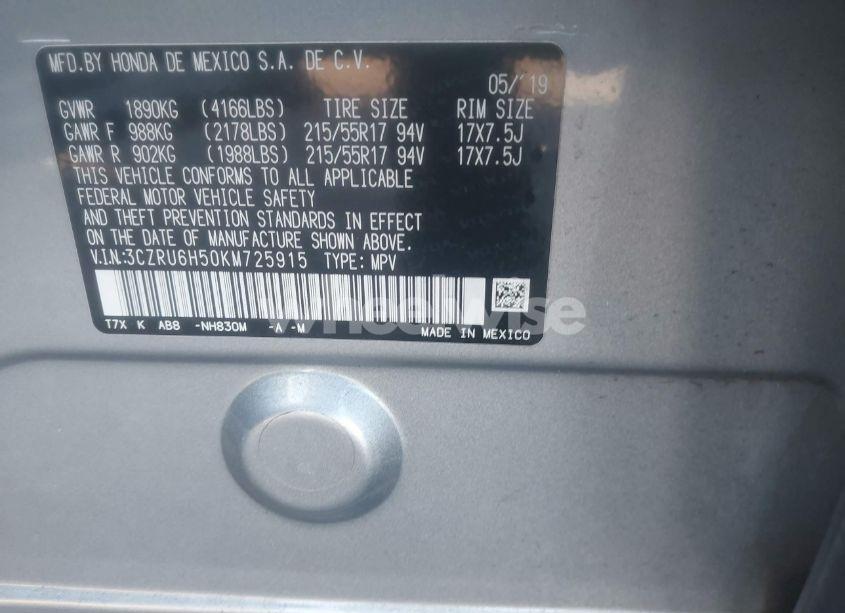 MFD.BY HONDA DE MEXICO S.A. DE C.V.
05/'19
GVWR 1890KG (4166LBS) TIRE SIZE RIM SIZE
GAWR F 988KG (2178LBS) 215/55R17 94V 17X7.5J
GAWR R 902KG (1988LBS) 215/55R17 94V 17X7.5J
THIS VEHICLE CONFORMS TO ALL APPLICABLE
FEDERAL MOTOR VEHICLE SAFETY
AND THEFT PREVENTION STANDARDS IN EFFECT
ON THE DATE OF MANUFACTURE SHOWN ABOVE.
V.IN:3CZRU6H50KM725915 TYPE:MPV
wheelwise
T7X K AB8 -NH830M -A -M MADE IN MEXICO